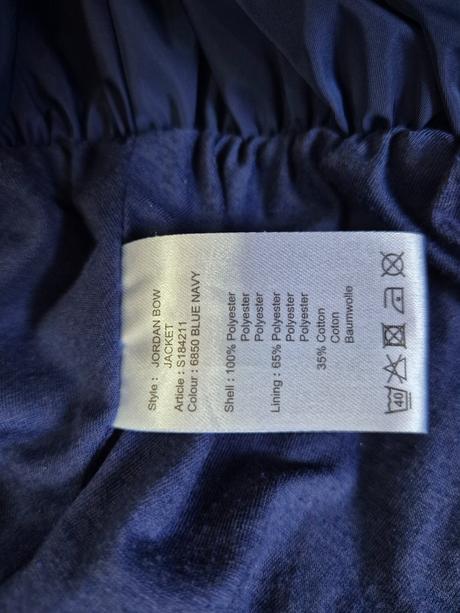 Style : JORDAN BOW
JACKET
Article : S184211
Colour : 6850 BLUE NAVY
Shell : 100% Polyester
Polyester
Polyester
Lining : 65% Polyester
Polyester
Polyester
35% Cotton
Coton
Baumwolle
40